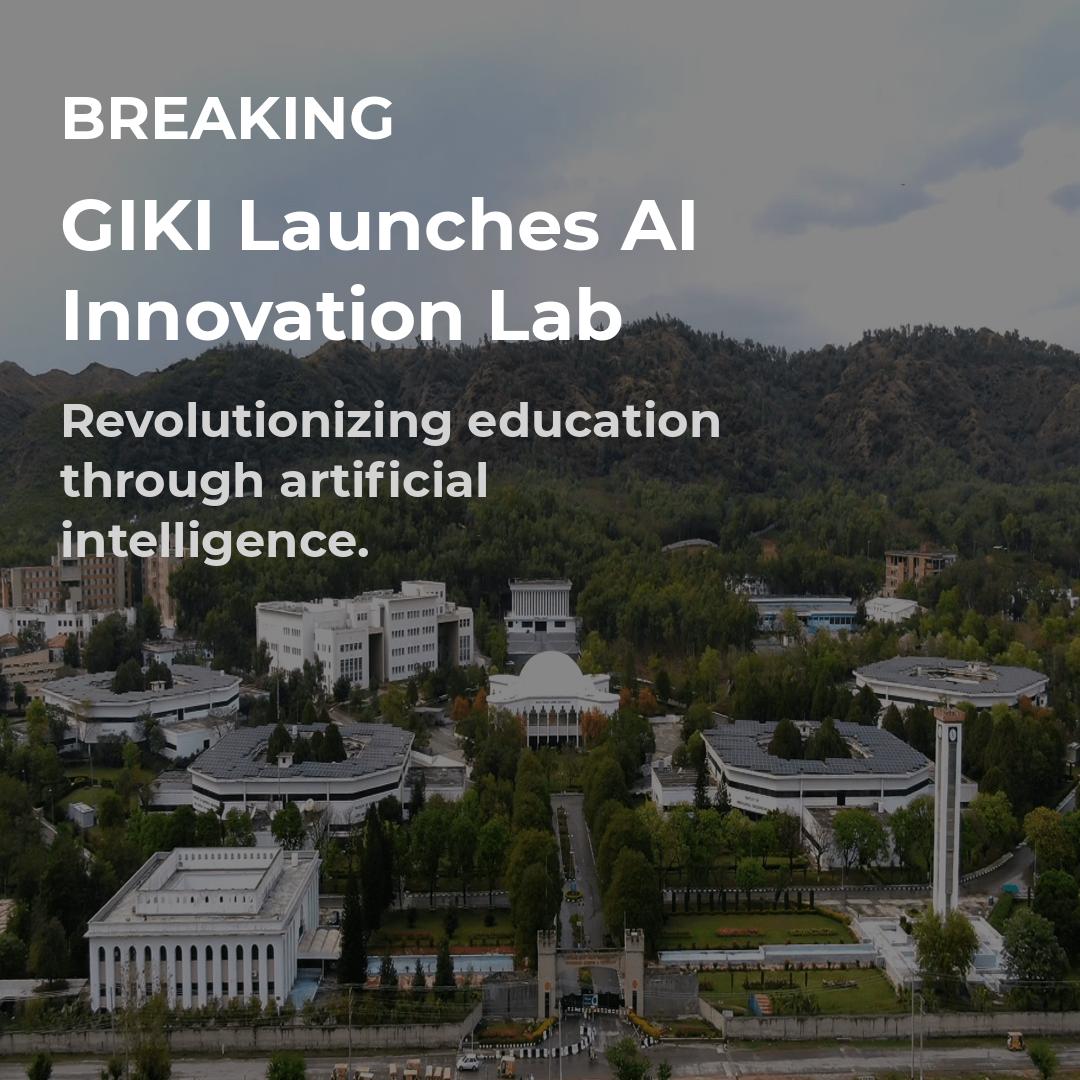 BREAKING
GIKI Launches AI
Innovation Lab
Revolutionizing education
through artificial
intelligence.